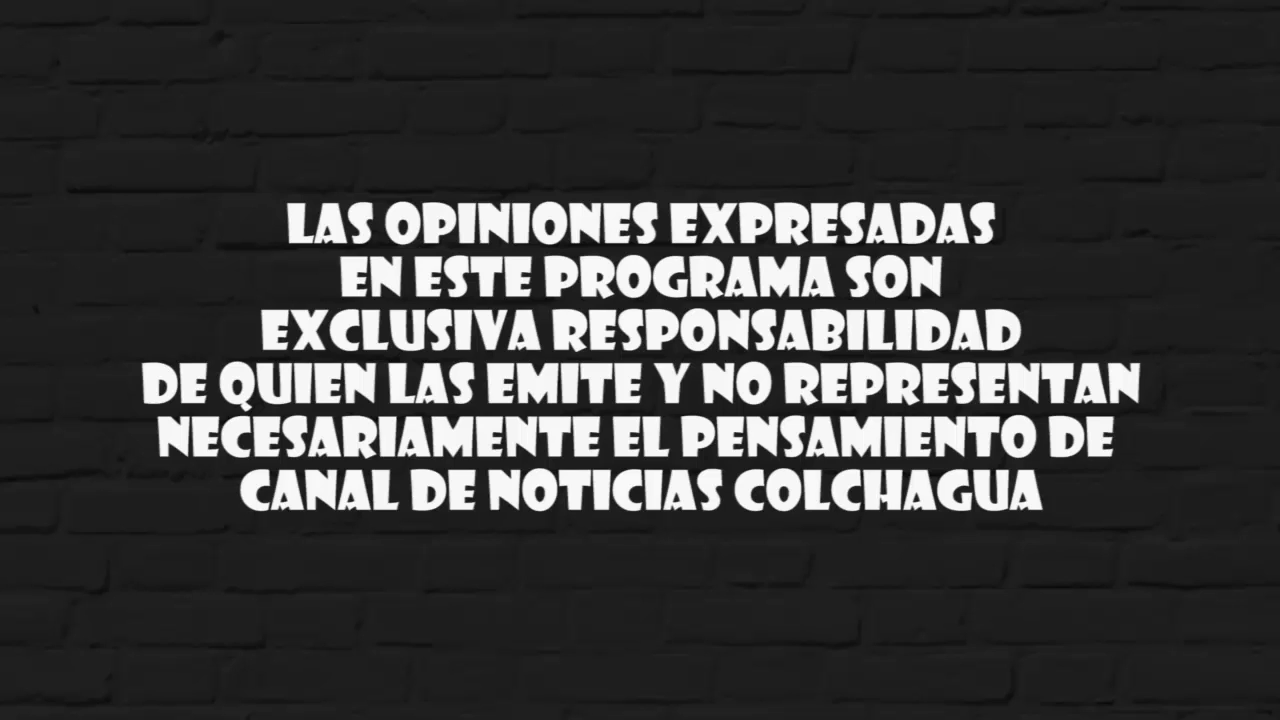 LAS OPINIONES EXPRESADAS
EN ESTE PROGRAMA SON
EXCLUSIVA RESPONSABILIDAD
DE QUIEN LAS EMITE Y NO REPRESENTAN
NECESARIAMENTE EL PENSAMIENTO DE
CANAL DE NOTICIAS COLCHAGUA